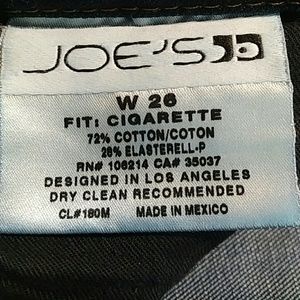 JOE'S
W 26
FIT: CIGARETTE
72% COTTON/COTON
28% ELASTERELL-P
RN# 106214 CA# 35037
DESIGNED IN LOS ANGELES
DRY CLEAN RECOMMENDED
CL#180M MADE IN MEXICO